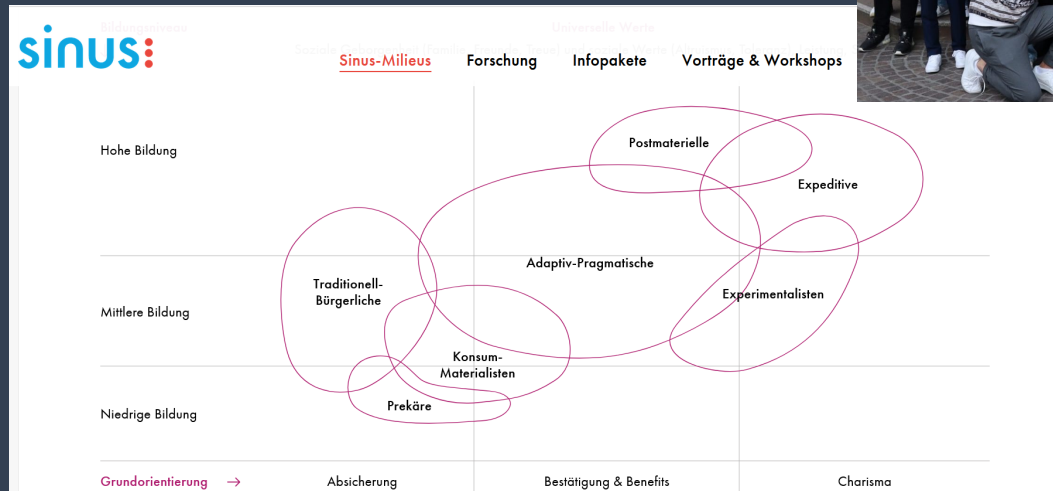 Bildungsniveau
Universelle Werte
sinus:
Sinus-Milieus
Forschung
Infopakete
Vorträge & Workshops
Hohe Bildung
Postmaterielle
Expeditive
Adaptiv-Pragmatische
Traditionell-
Bürgerliche
Mittlere Bildung
Experimentalisten
Konsum-
Materialisten
Prekäre
Niedrige Bildung
Grundorientierung →
Absicherung
Bestätigung & Benefits
Charisma